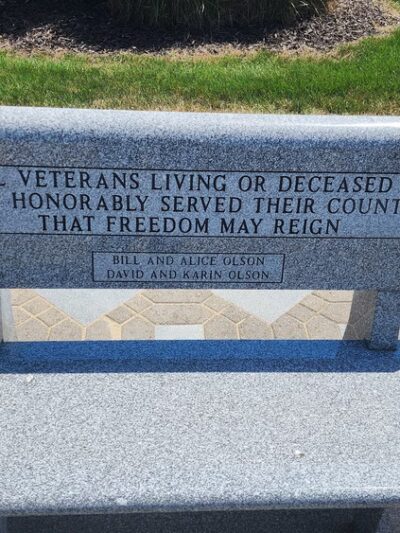 VETERANS LIVING OR DECEASED
HONORABLY SERVED THEIR COUNT
THAT FREEDOM MAY REIGN
BILL AND ALICE OLSON
DAVID AND KARIN OLSON